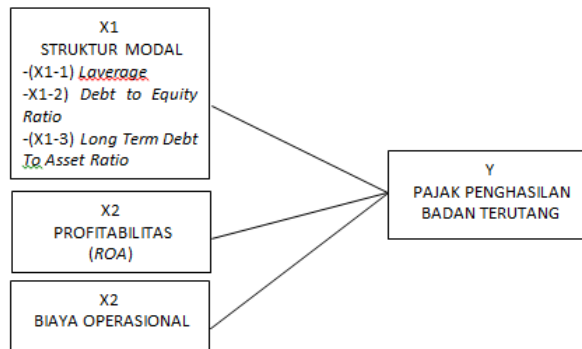 X1
STRUKTUR MODAL
-(X1-1) Laverage
-X1-2) Debt to Equity
Ratio
-(X1-3) Long Term Debt
To Asset Ratio
X2
PROFITABILITAS
(ROA)
X2
BIAYA OPERASIONAL
Y
PAJAK PENGHASILAN
BADAN TERUTANG